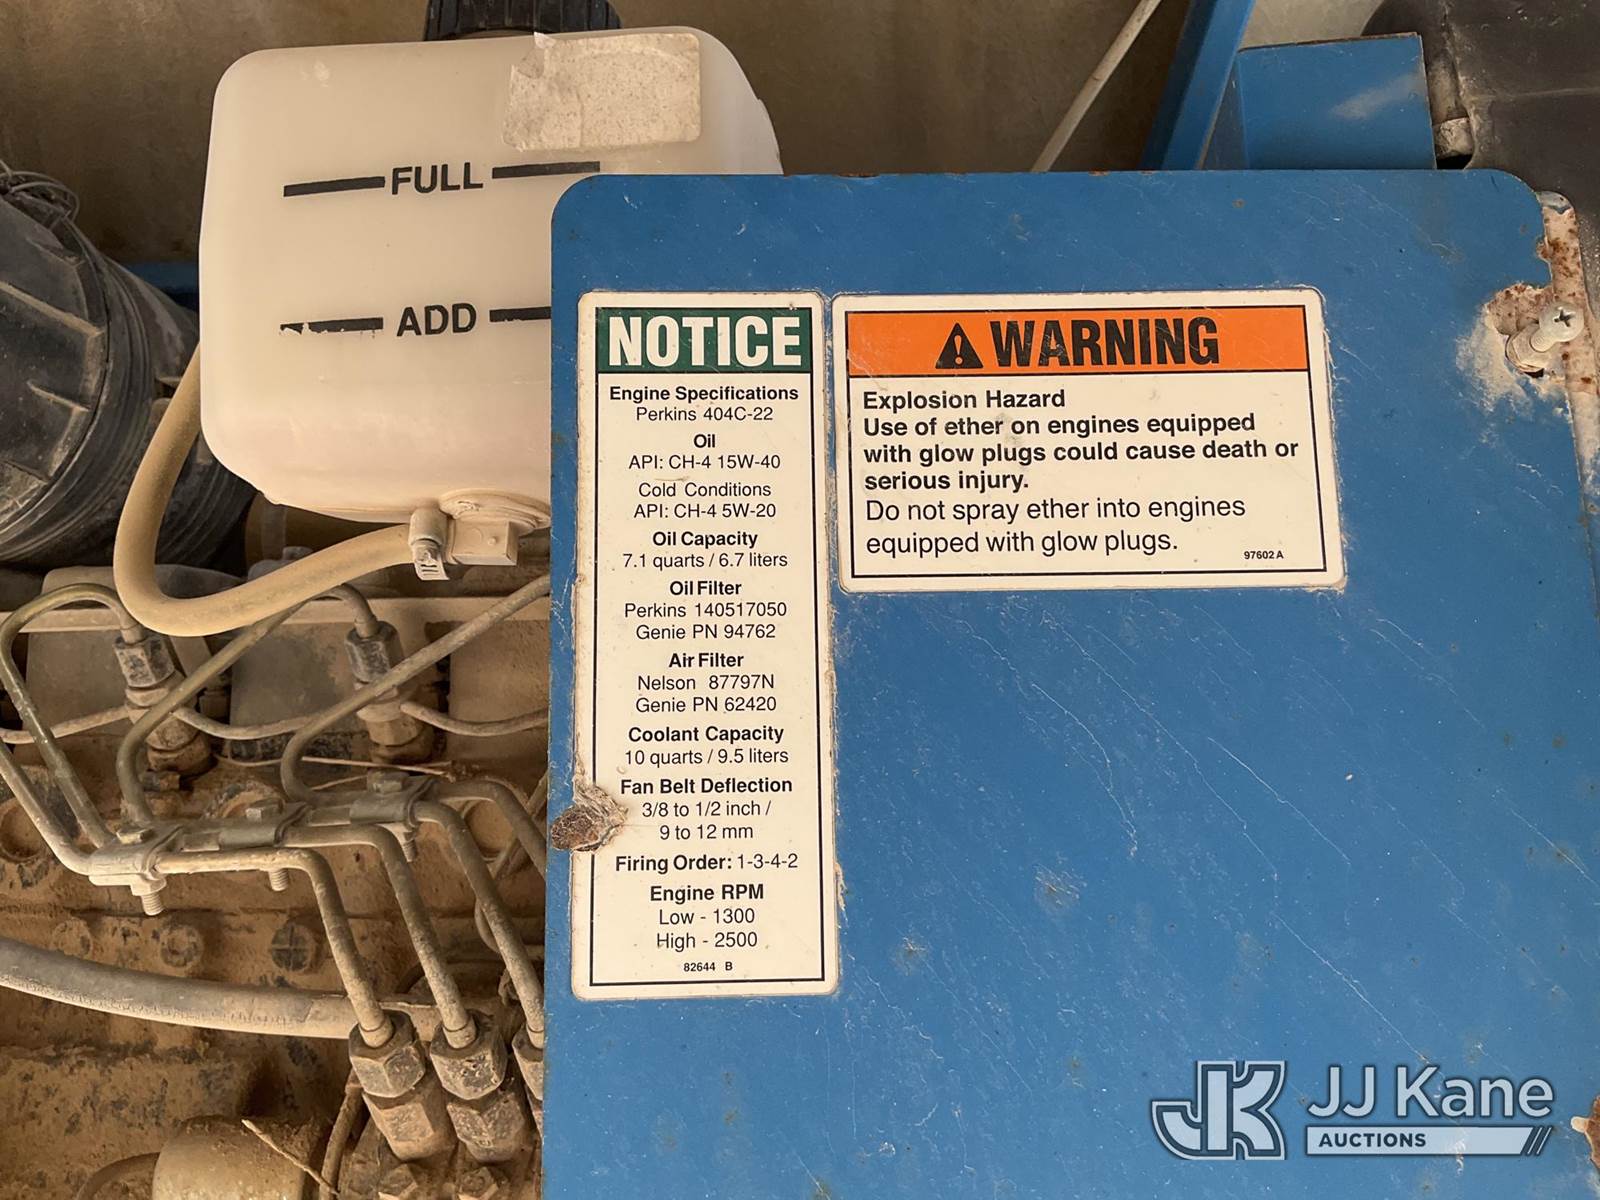 FULL
ADD
NOTICE
Engine Specifications
Perkins 404C-22
Oil
API: CH-4 15W-40
Cold Conditions
API: CH-4 5W-20
Oil Capacity
7.1 quarts / 6.7 liters
Oil Filter
Perkins 140517050
Genie PN 94762
Air Filter
Nelson 87797N
Genie PN 62420
Coolant Capacity
10 quarts / 9.5 liters
Fan Belt Deflection
3/8 to 1/2 inch /
9 to 12 mm
Firing Order: 1-3-4-2
Engine RPM
Low - 1300
High - 2500
82644 B
WARNING
Explosion Hazard
Use of ether on engines equipped
with glow plugs could cause death or
serious injury.
Do not spray ether into engines
equipped with glow plugs.
97602 A
JK JJ Kane
AUCTIONS